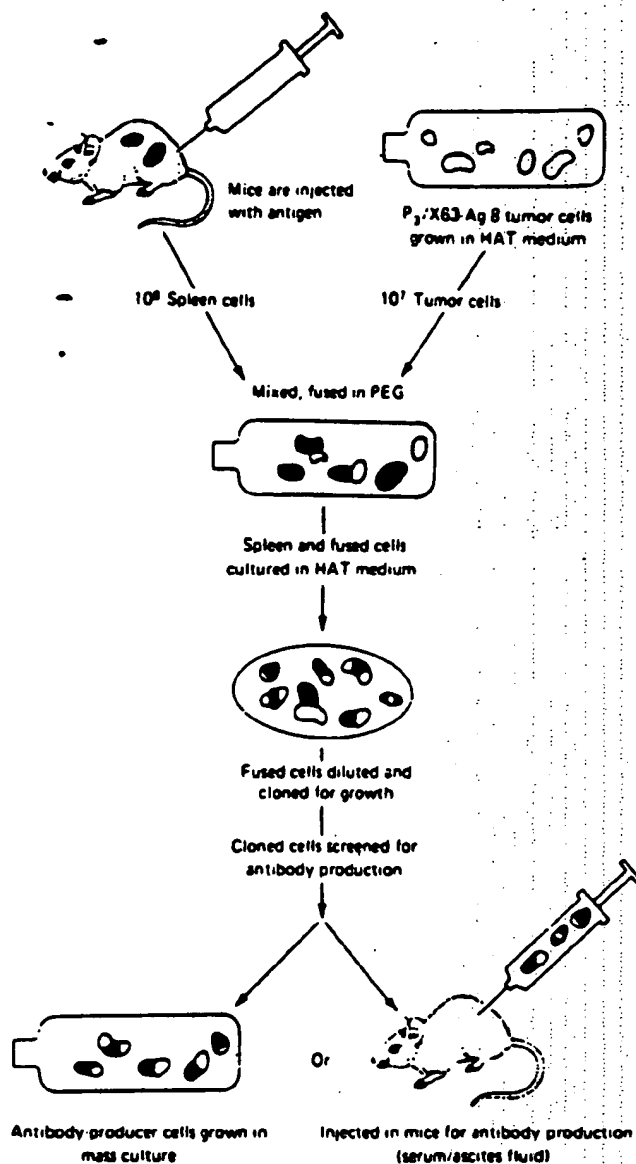 Mice are injected
with antigen
P₃/X63-Ag 8 tumor cells
grown in HAT medium
10⁸ Spleen cells
10⁷ Tumor cells
Mixed, fused in PEG
Spleen and fused cells
cultured in HAT medium
Fused cells diluted and
cloned for growth
Cloned cells screened for
antibody production
Or
Antibody-producer cells grown in
mass culture
Injected in mice for antibody production
(serum/ascites fluid)